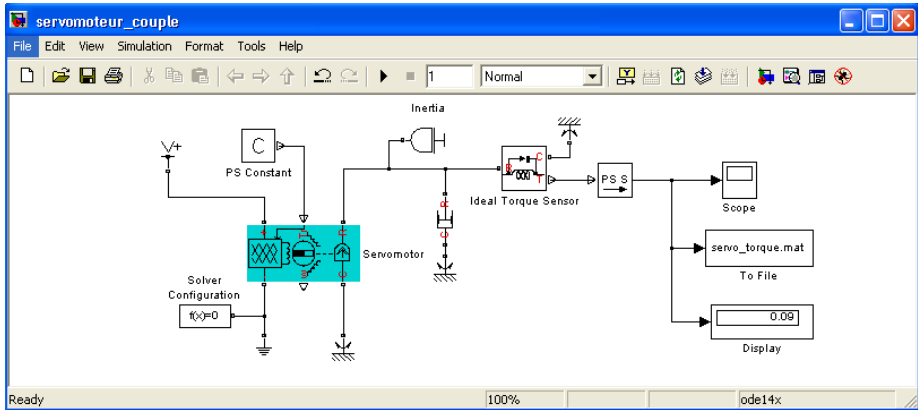 servomoteur_couple
File Edit View Simulation Format Tools Help
1 Normal
Inertia
V+
C
PS Constant
R C
T
Ideal Torque Sensor
PS S
Scope
R
C
Servomotor
servo_torque.mat
To File
Solver
Configuration
f(x)=0
0.09
Display
Ready 100% ode14x